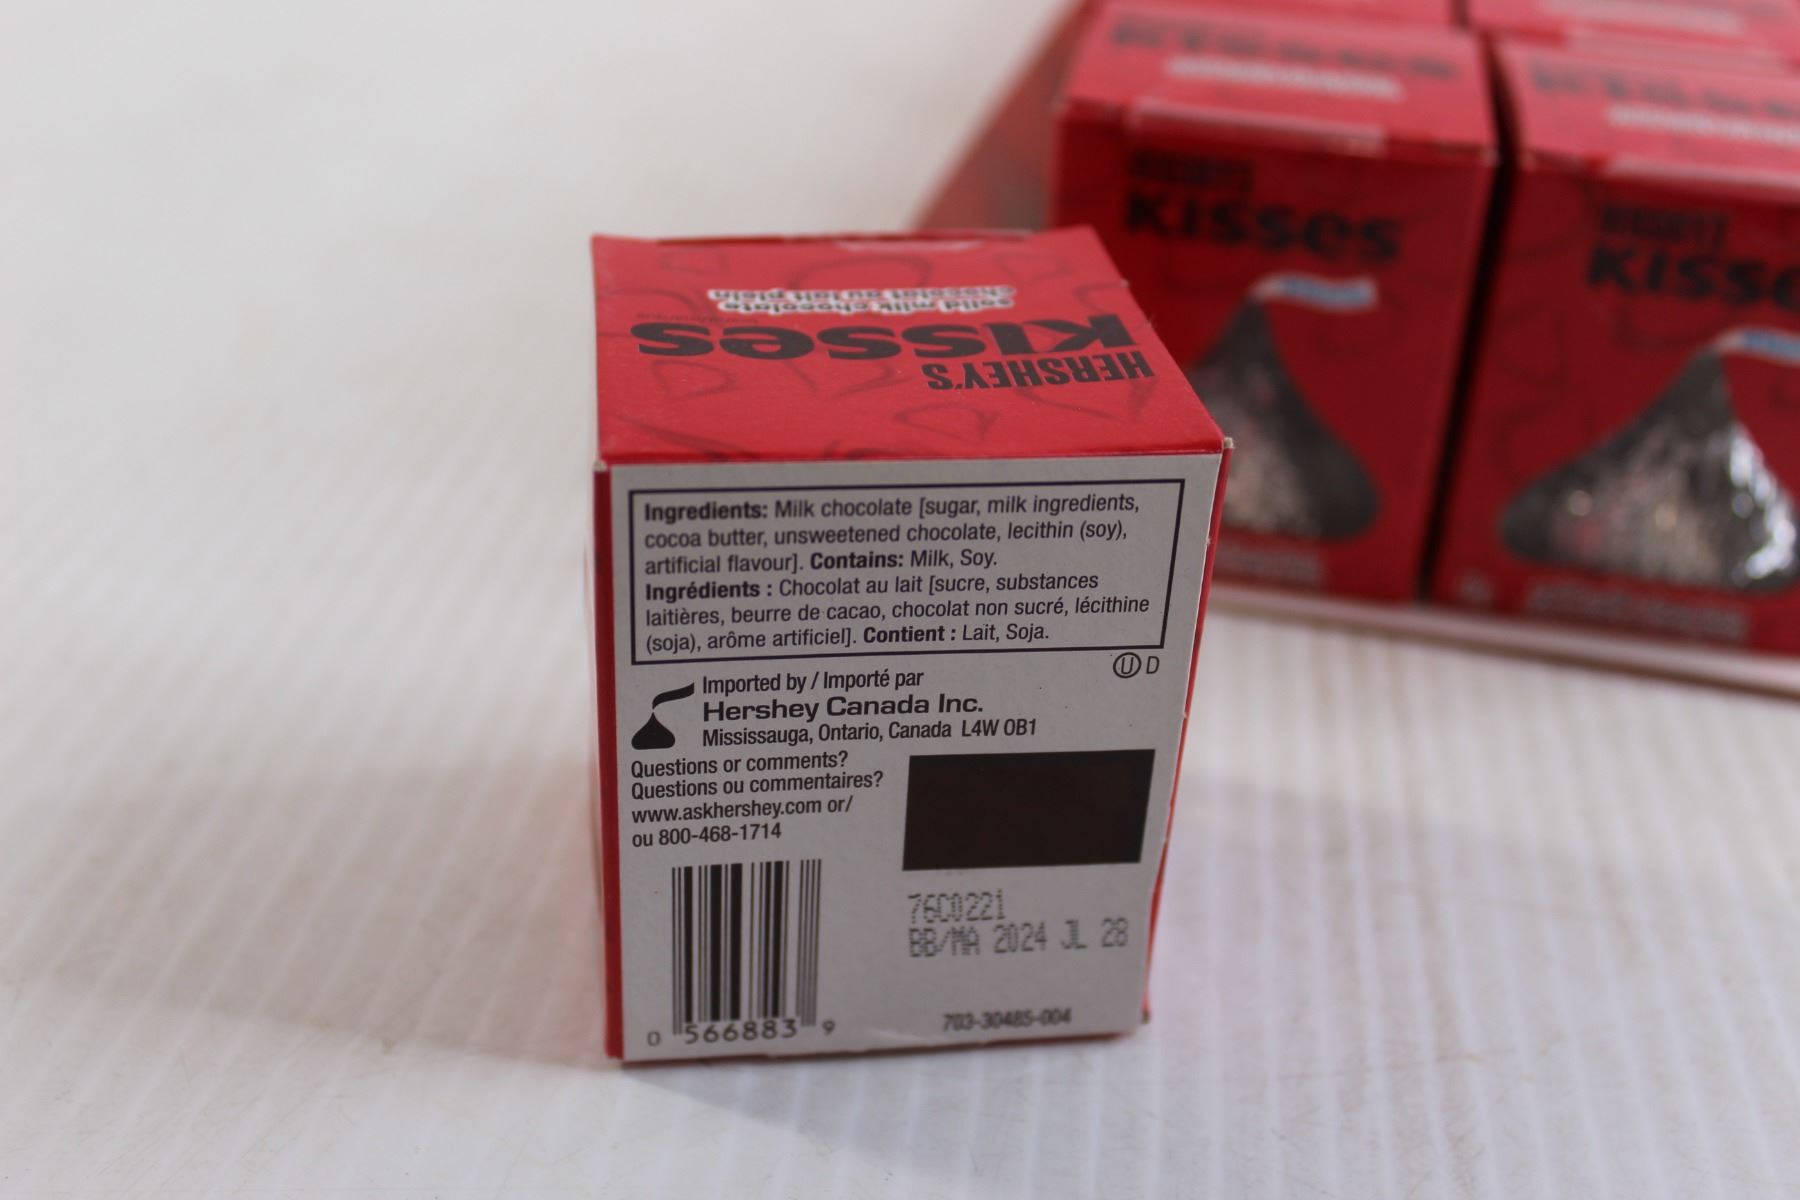 solid milk chocolate
chocolat au lait plein
KISSES
HERSHEY'S
Ingredients: Milk chocolate [sugar, milk ingredients,
cocoa butter, unsweetened chocolate, lecithin (soy),
artificial flavour]. Contains: Milk, Soy.
Ingrédients : Chocolat au lait [sucre, substances
laitières, beurre de cacao, chocolat non sucré, lécithine
(soja), arôme artificiel]. Contient : Lait, Soja.
U D
Imported by / Importé par
Hershey Canada Inc.
Mississauga, Ontario, Canada L4W 0B1
Questions or comments?
Questions ou commentaires?
www.askhershey.com or/
ou 800-468-1714
76C0221
BB/MA 2024 JL 28
703-30485-004
0 566883 9
KISSES
HERSHEY'S
KISSES
KISSES
HERSHEY'S
KISSE